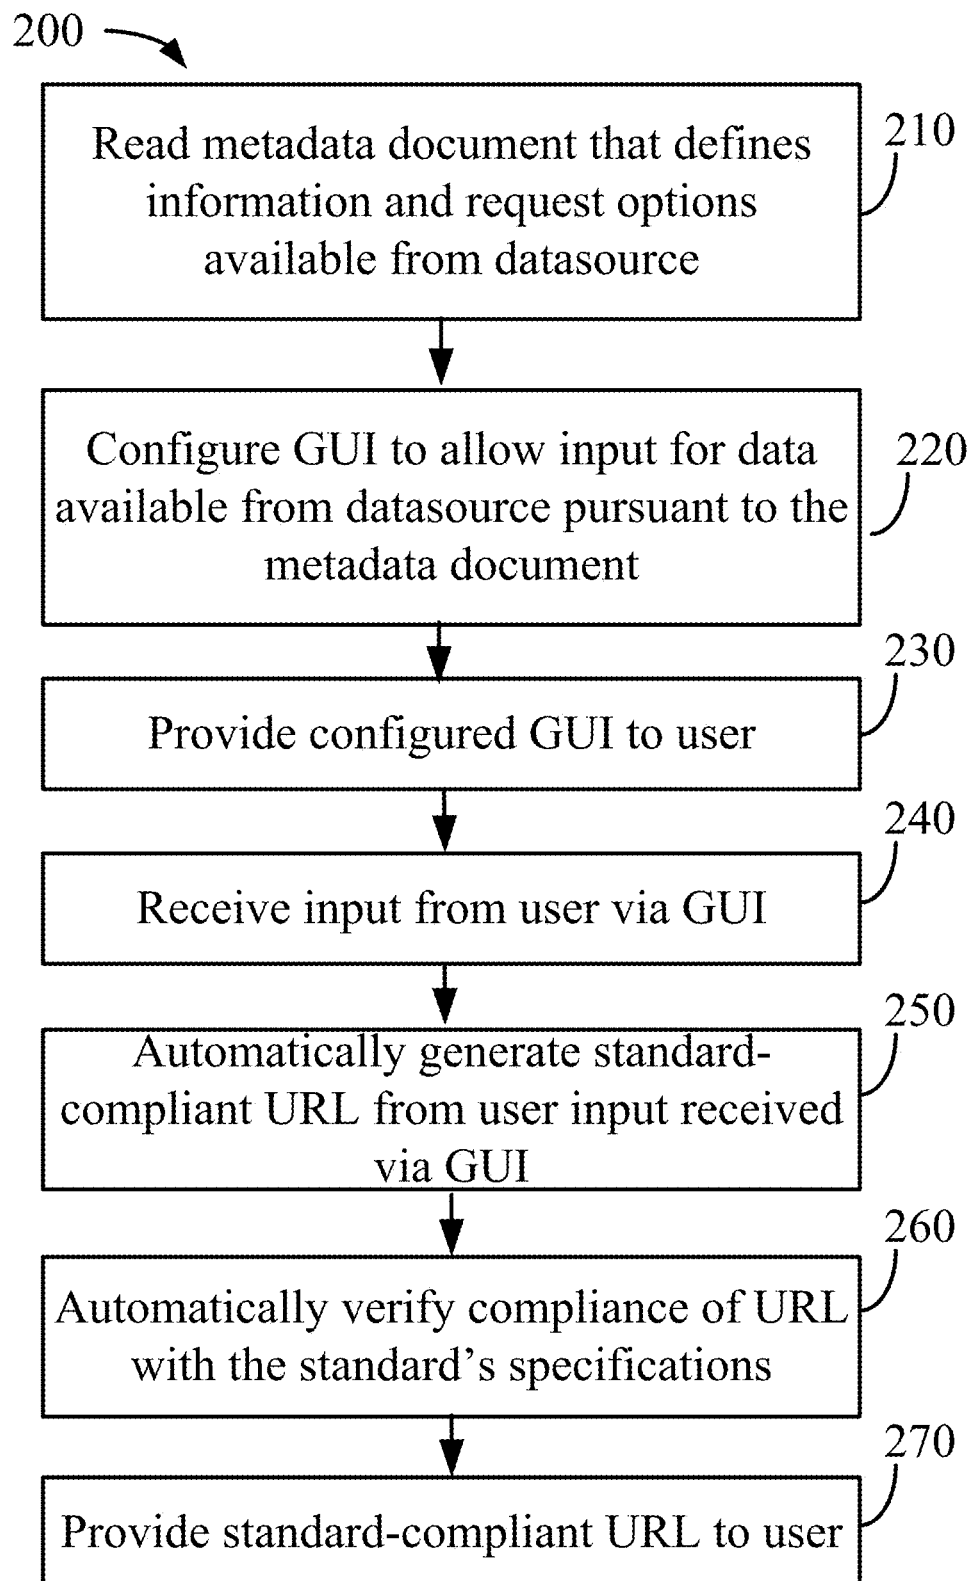 200
Read metadata document that defines
information and request options
available from datasource
210
Configure GUI to allow input for data
available from datasource pursuant to the
metadata document
220
Provide configured GUI to user
230
Receive input from user via GUI
240
Automatically generate standard-
compliant URL from user input received
via GUI
250
Automatically verify compliance of URL
with the standard’s specifications
260
Provide standard-compliant URL to user
270